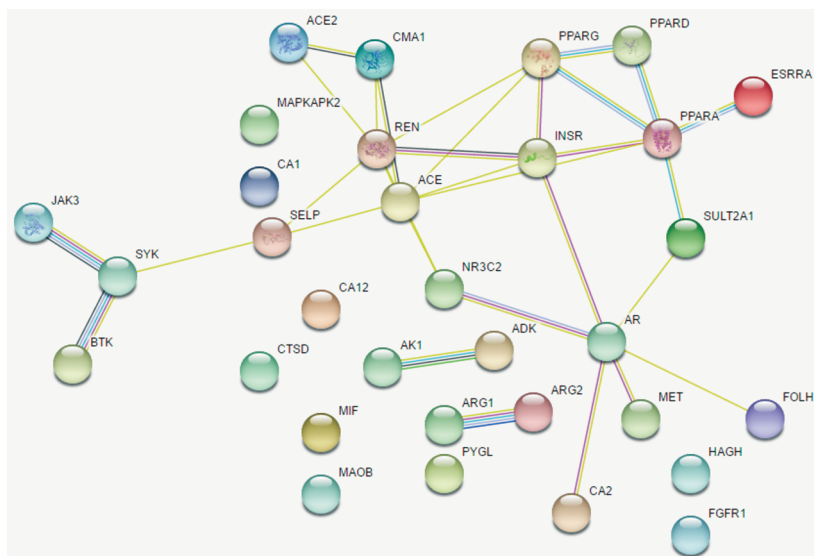 ACE2
CMA1
PPARG
PPARD
ESRRA
MAPKAPK2
REN
INSR
PPARA
CA1
ACE
JAK3
SELP
SULT2A1
SYK
NR3C2
CA12
AR
BTK
CTSD
AK1
ADK
MIF
ARG1
ARG2
MET
FOLH
PYGL
HAGH
MAOB
CA2
FGFR1